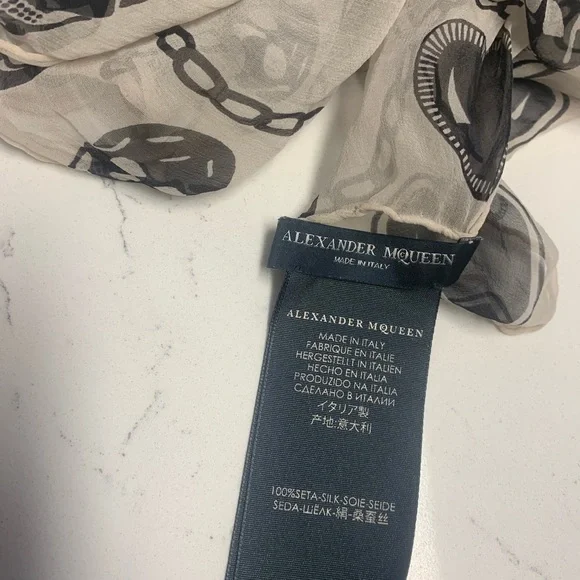 ALEXANDER McQUEEN
MADE IN ITALY
ALEXANDER McQUEEN
MADE IN ITALY
FABRIQUE EN ITALIE
HERGESTELLT IN ITALIEN
HECHO EN ITALIA
PRODUZIDO NA ITALIA
СДЕЛАНО В ИТАЛИИ
イタリア製
产地:意大利
100%SETA-SILK-SOIE-SEIDE
SEDA-ШЁЛК-絹-桑蚕丝